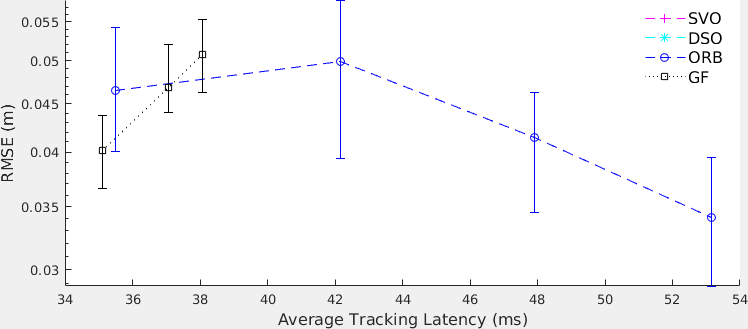 0.055
0.05
0.045
0.04
0.035
0.03
RMSE (m)
SVO
DSO
ORB
GF
34 36 38 40 42 44 46 48 50 52 54
Average Tracking Latency (ms)